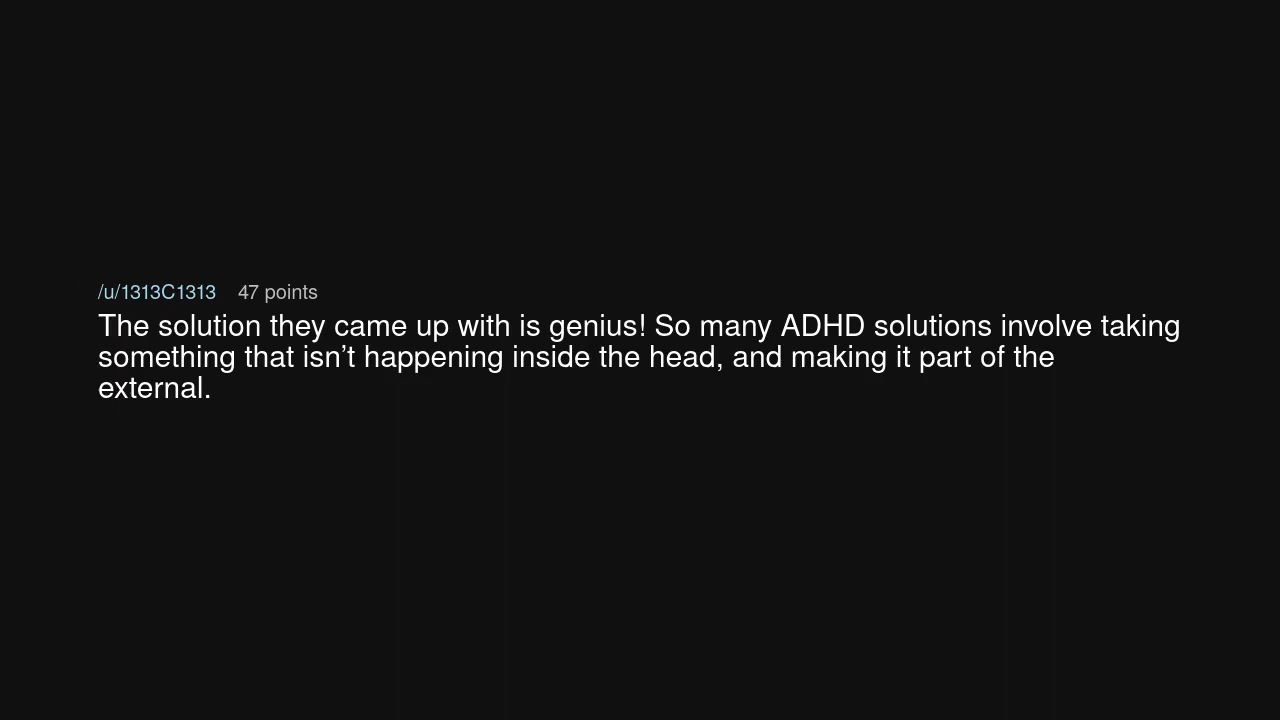 /u/1313C1313 47 points
The solution they came up with is genius! So many ADHD solutions involve taking
something that isn’t happening inside the head, and making it part of the
external.